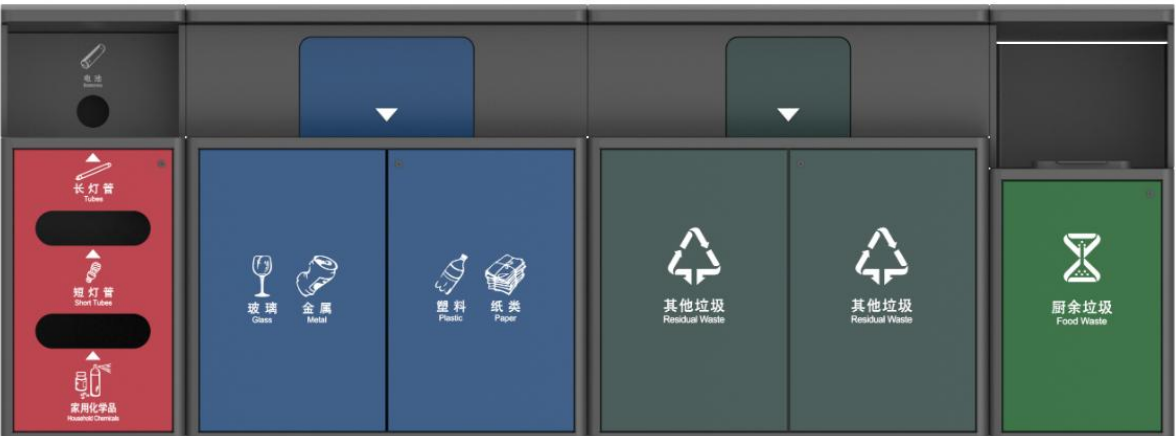 电池
Batteries
长灯管
Tubes
短灯管
Short Tubes
家用化学品
Household Chemicals
玻璃
Glass
金属
Metal
塑料
Plastic
纸类
Paper
其他垃圾
Residual Waste
其他垃圾
Residual Waste
厨余垃圾
Food Waste